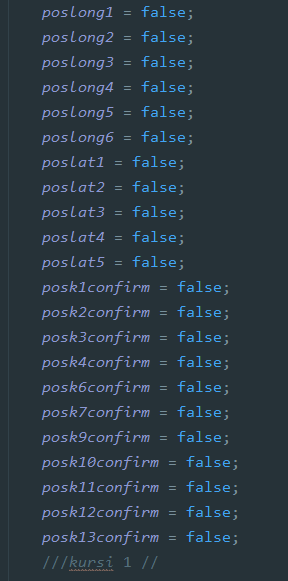 poslong1 = false;
poslong2 = false;
poslong3 = false;
poslong4 = false;
poslong5 = false;
poslong6 = false;
poslat1 = false;
poslat2 = false;
poslat3 = false;
poslat4 = false;
poslat5 = false;
posk1confirm = false;
posk2confirm = false;
posk3confirm = false;
posk4confirm = false;
posk6confirm = false;
posk7confirm = false;
posk9confirm = false;
posk10confirm = false;
posk11confirm = false;
posk12confirm = false;
posk13confirm = false;
///kursi 1 //